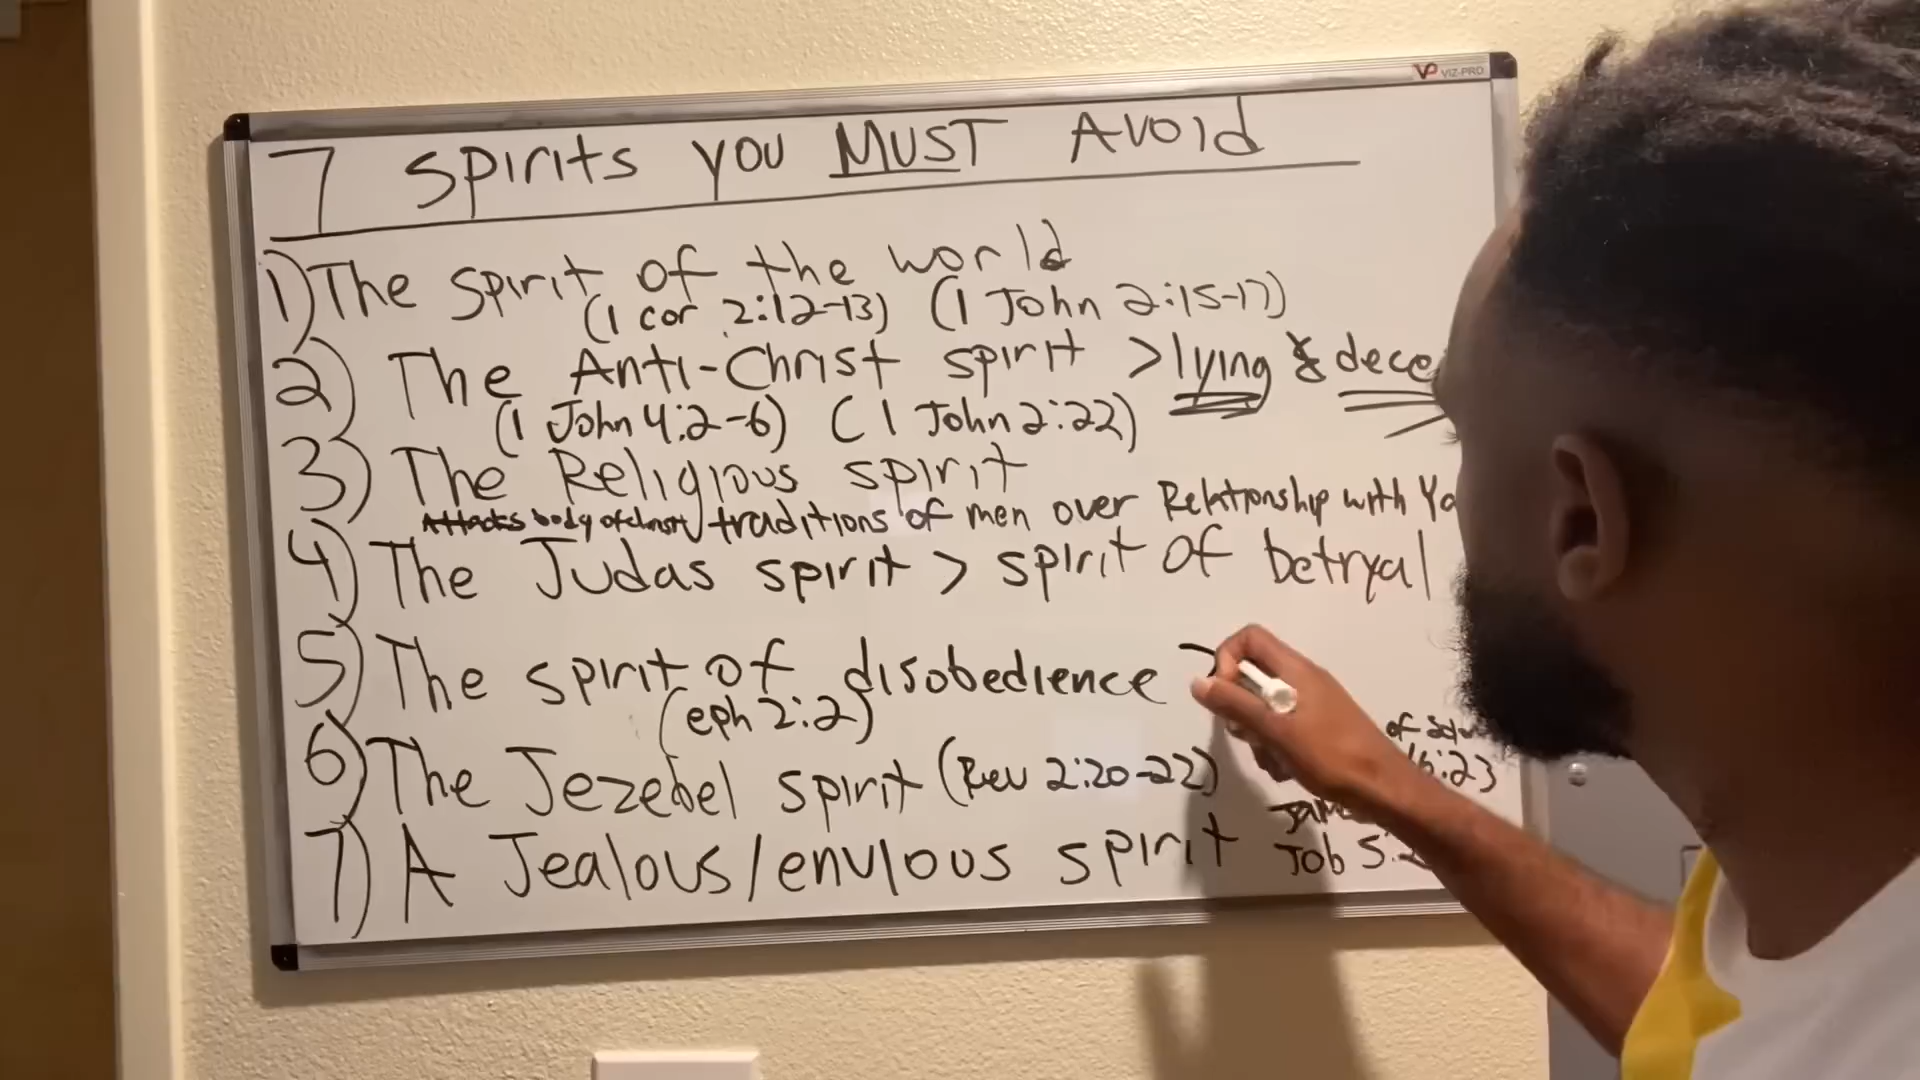 VP VIZ-PRO
7 Spirits you MUST Avoid
1) The spirit of the world
(1 cor 2:12-13) (1 John 2:15-17)
2) The Anti-Christ spirit > lying & dece
(1 John 4:2-6) (1 John 2:22)
3) The Religious spirit
Attacks body of christ / traditions of men over Relationship with Ya
4) The Judas spirit > spirit of betryal
5) The spirit of disobedience >
(eph 2:2)
6) The Jezebel spirit (Rev 2:20-22)
of
:23
7) A Jealous/envious spirit
Job 5:2